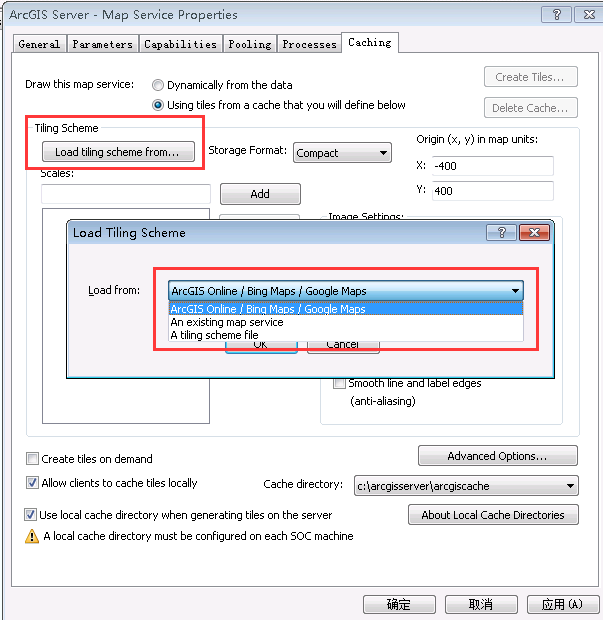 ArcGIS Server - Map Service Properties
General Parameters Capabilities Pooling Processes Caching
Draw this map service:
Dynamically from the data
Using tiles from a cache that you will define below
Create Tiles...
Delete Cache...
Tiling Scheme
Load tiling scheme from...
Storage Format: Compact
Origin (x, y) in map units:
X: -400
Y: 400
Scales:
Add
Image Settings:
Load Tiling Scheme
Load from:
ArcGIS Online / Bing Maps / Google Maps
ArcGIS Online / Bing Maps / Google Maps
An existing map service
A tiling scheme file
OK Cancel
Smooth line and label edges
(anti-aliasing)
Create tiles on demand
Advanced Options...
Allow clients to cache tiles locally
Cache directory: c:\arcgisserver\arcgiscache
Use local cache directory when generating tiles on the server
About Local Cache Directories
A local cache directory must be configured on each SOC machine
确定 取消 应用(A)